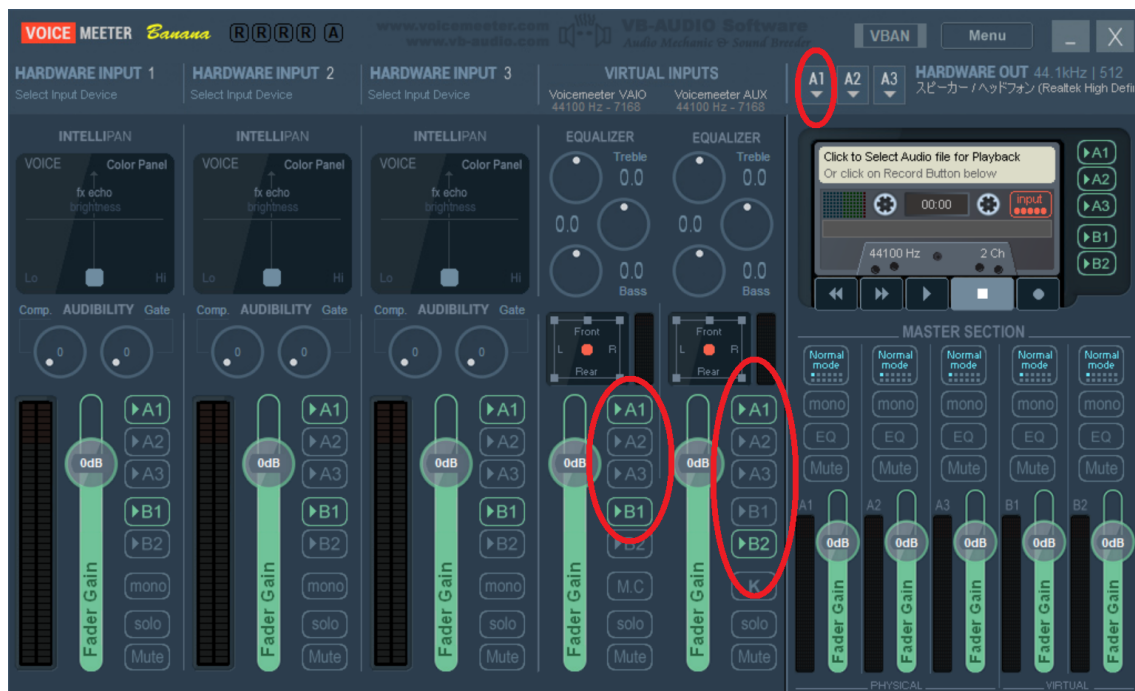 VOICE MEETER Banana R R R R A
www.voicemeeter.com
www.vb-audio.com
VB-AUDIO Software
Audio Mechanic & Sound Breeder
VBAN
Menu
_ X
HARDWARE INPUT 1
Select Input Device
HARDWARE INPUT 2
Select Input Device
HARDWARE INPUT 3
Select Input Device
VIRTUAL INPUTS
Voicemeeter VAIO
44100 Hz - 7168
Voicemeeter AUX
44100 Hz - 7168
A1 A2 A3
HARDWARE OUT 44.1kHz | 512
スピーカー / ヘッドフォン (Realtek High Defi
INTELLIPAN
VOICE Color Panel
fx echo
brightness
Lo Hi
Comp. AUDIBILITY Gate
0 0
INTELLIPAN
VOICE Color Panel
fx echo
brightness
Lo Hi
Comp. AUDIBILITY Gate
0 0
INTELLIPAN
VOICE Color Panel
fx echo
brightness
Lo Hi
Comp. AUDIBILITY Gate
0 0
EQUALIZER
Treble
0.0
0.0
0.0
Bass
Front
L R
Rear
EQUALIZER
Treble
0.0
0.0
0.0
Bass
Front
L R
Rear
Click to Select Audio file for Playback
Or click on Record Button below
00:00
input
44100 Hz 2 Ch
A1
A2
A3
B1
B2
0dB
Fader Gain
A1
A2
A3
B1
B2
mono
solo
Mute
0dB
Fader Gain
A1
A2
A3
B1
B2
mono
solo
Mute
0dB
Fader Gain
A1
A2
A3
B1
B2
mono
solo
Mute
0dB
Fader Gain
A1
A2
A3
B1
B2
M.C
solo
Mute
0dB
Fader Gain
A1
A2
A3
B1
B2
K
solo
Mute
MASTER SECTION
Normal mode Normal mode Normal mode Normal mode Normal mode
mono mono mono mono mono
EQ EQ EQ EQ EQ
Mute Mute Mute Mute Mute
A1 A2 A3 B1 B2
0dB 0dB 0dB 0dB 0dB
Fader Gain Fader Gain Fader Gain Fader Gain Fader Gain
PHYSICAL VIRTUAL